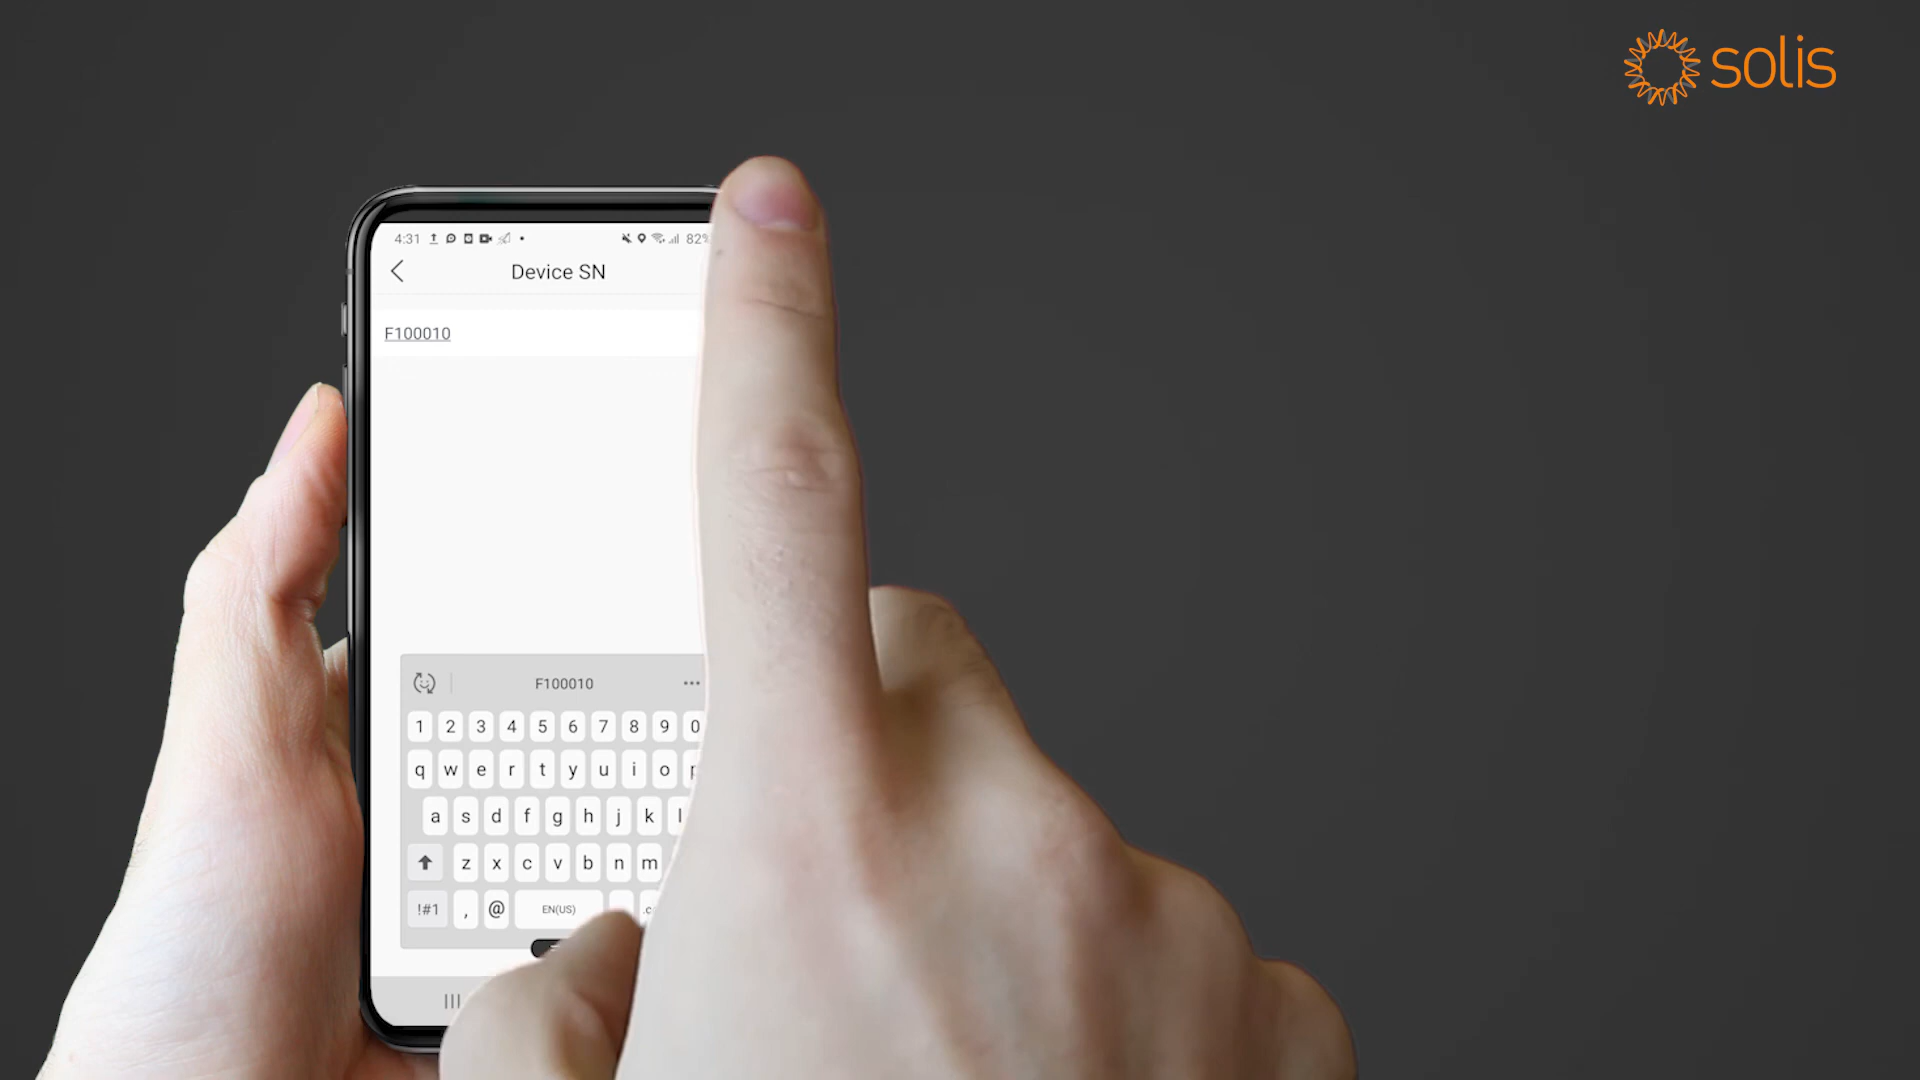 solis
4:31 82%
Device SN
F100010
F100010
1 2 3 4 5 6 7 8 9 0
q w e r t y u i o
a s d f g h j k l
z x c v b n m
!#1 , @ EN(US)